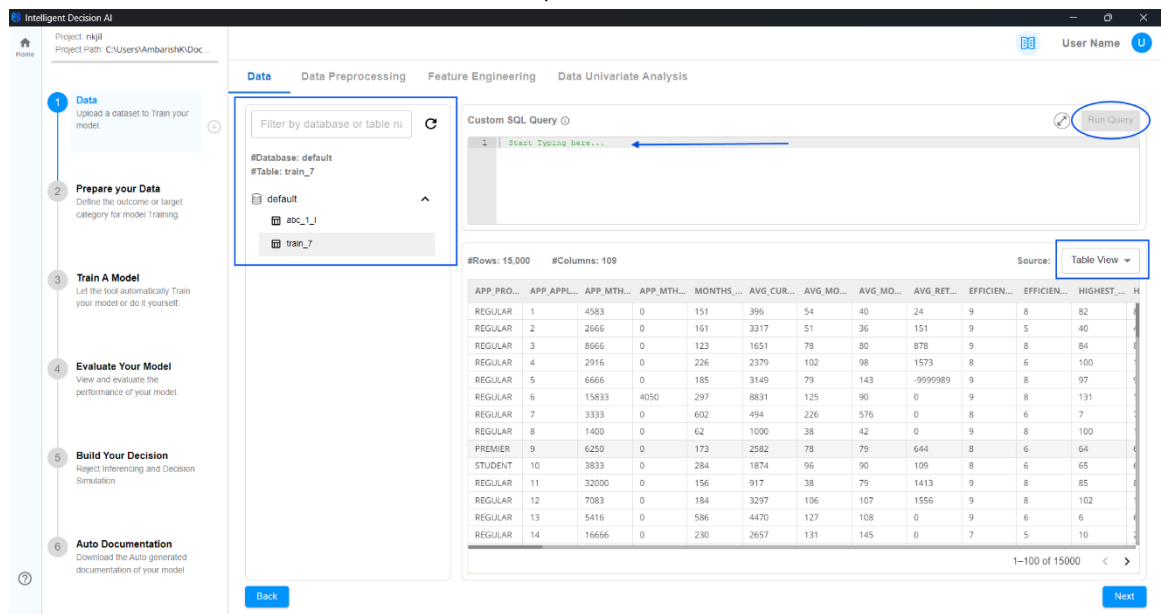 Intelligent Decision AI
Home
Project: nkjil
Project Path: C:\Users\AmbarishK\Doc...
User Name U
Data Data Preprocessing Feature Engineering Data Univariate Analysis
1 Data
Upload a dataset to Train your
model.
2 Prepare your Data
Define the outcome or target
category for model Training.
3 Train A Model
Let the tool automatically Train
your model or do it yourself.
4 Evaluate Your Model
View and evaluate the
performance of your model.
5 Build Your Decision
Reject Inferencing and Decision
Simulation
6 Auto Documentation
Download the Auto generated
documentation of your model
Filter by database or table na
#Database: default
#Table: train_7
default
abc_1_l
train_7
Custom SQL Query
Run Query
1 Start Typing here...
#Rows: 15,000 #Columns: 109 Source: Table View
APP_PRO... APP_APPL... APP_MTH... APP_MTH... MONTHS_... AVG_CUR... AVG_MO... AVG_MO... AVG_RET... EFFICIEN... EFFICIEN... HIGHEST_... H
REGULAR 1 4583 0 151 396 54 40 24 9 8 82
REGULAR 2 2666 0 161 3317 51 36 151 9 5 40
REGULAR 3 8666 0 123 1651 78 80 878 9 8 84
REGULAR 4 2916 0 226 2379 102 98 1573 8 6 100
REGULAR 5 6666 0 185 3149 79 143 -9999989 9 8 97
REGULAR 6 15833 4050 297 8831 125 90 0 9 8 131
REGULAR 7 3333 0 602 494 226 576 0 8 6 7
REGULAR 8 1400 0 62 1000 38 42 0 9 8 100
PREMIER 9 6250 0 173 2582 78 79 644 8 6 64
STUDENT 10 3833 0 284 1874 96 90 109 8 6 65
REGULAR 11 32000 0 156 917 38 79 1413 9 8 85
REGULAR 12 7083 0 184 3297 106 107 1556 9 8 102
REGULAR 13 5416 0 586 4470 127 108 0 9 6 6
REGULAR 14 16666 0 230 2657 131 145 0 7 5 10
1–100 of 15000
Back
Next